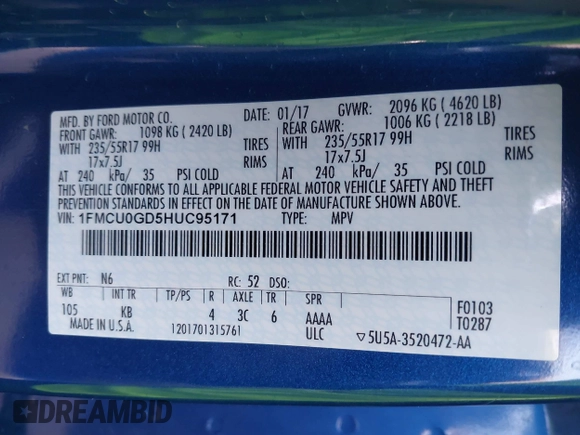 MFD. BY FORD MOTOR CO. DATE: 01/17 GVWR: 2096 KG ( 4620 LB)
FRONT GAWR: 1098 KG ( 2420 LB) REAR GAWR: 1006 KG ( 2218 LB)
WITH 235/55R17 99H TIRES WITH 235/55R17 99H TIRES
17x7.5J RIMS 17x7.5J RIMS
AT 240 kPa/ 35 PSI COLD AT 240 kPa/ 35 PSI COLD
THIS VEHICLE CONFORMS TO ALL APPLICABLE FEDERAL MOTOR VEHICLE SAFETY AND THEFT
PREVENTION STANDARDS IN EFFECT ON THE DATE OF MANUFACTURE SHOWN ABOVE.
VIN: 1FMCU0GD5HUC95171 TYPE: MPV
EXT PNT: N6 RC: 52 DSO:
WB INT TR TP/PS R AXLE TR SPR
105 KB 4 3C 6 AAAA
F0103
T0287
MADE IN U.S.A. 1201701315761 ULC ▽5U5A-3520472-AA
DREAMBID